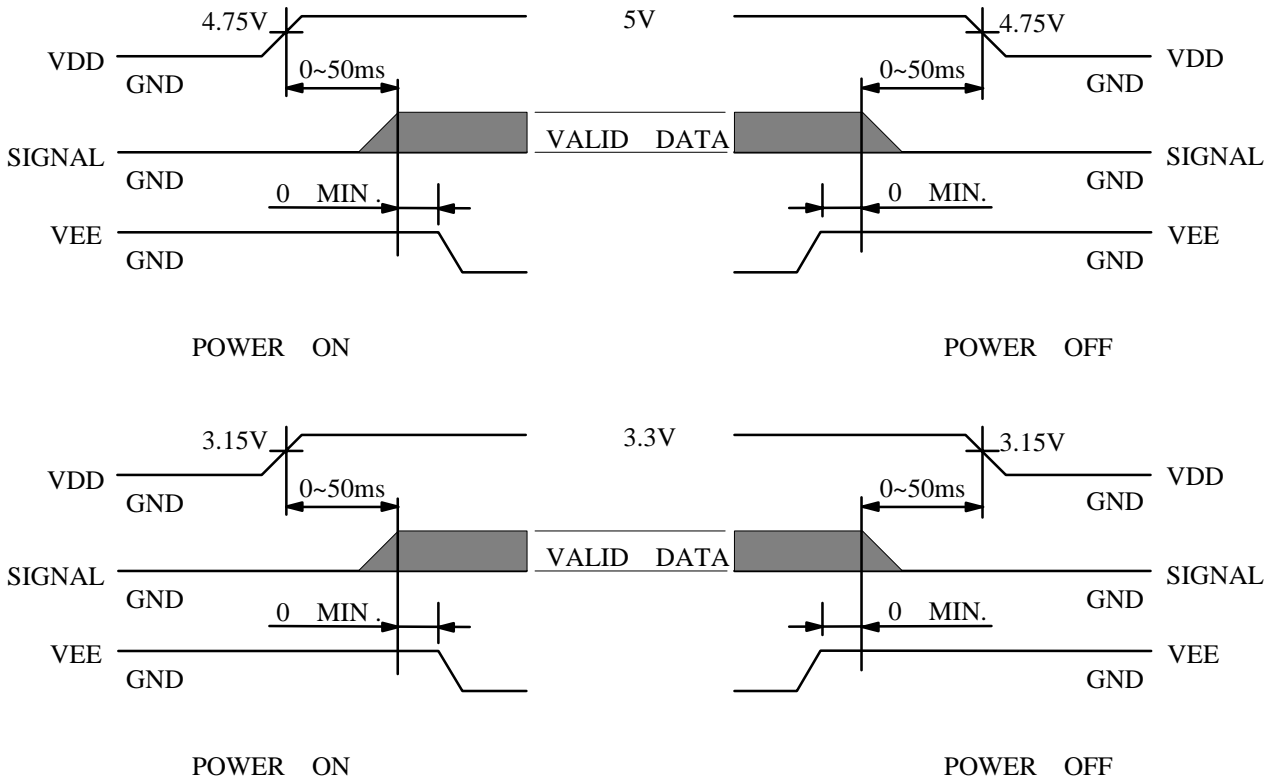 4.75V 5V 4.75V
VDD VDD
GND 0~50ms 0~50ms GND
VALID DATA
SIGNAL SIGNAL
GND GND
0 MIN. 0 MIN.
VEE VEE
GND GND
POWER ON POWER OFF
3.15V 3.3V 3.15V
VDD VDD
GND 0~50ms 0~50ms GND
VALID DATA
SIGNAL SIGNAL
GND GND
0 MIN. 0 MIN.
VEE VEE
GND GND
POWER ON POWER OFF